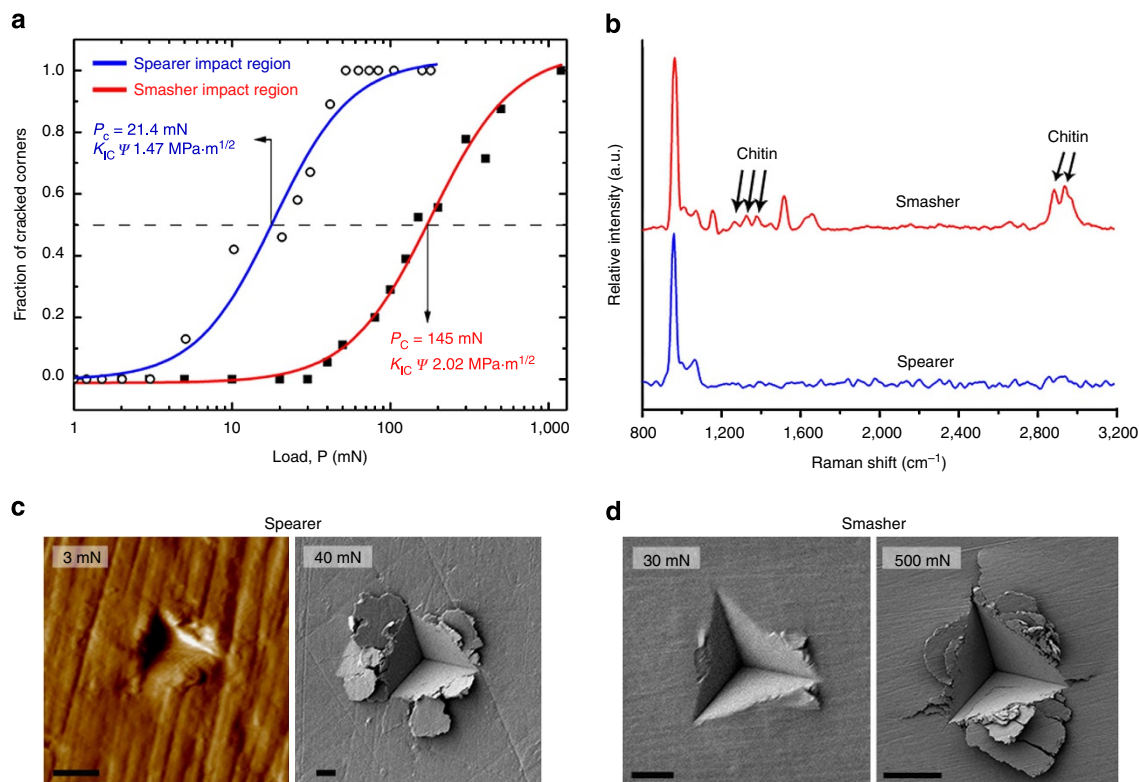 a
1.0
0.8
0.6
0.4
0.2
0.0
Fraction of cracked corners
Spearer impact region
Smasher impact region
Pc = 21.4 mN
KIC Ψ 1.47 MPa·m1/2
PC = 145 mN
KIC Ψ 2.02 MPa·m1/2
1 10 100 1,000
Load, P (mN)
b
Relative intensity (a.u.)
Chitin
Chitin
Smasher
Spearer
800 1,200 1,600 2,000 2,400 2,800 3,200
Raman shift (cm–1)
c
Spearer
3 mN
40 mN
d
Smasher
30 mN
500 mN